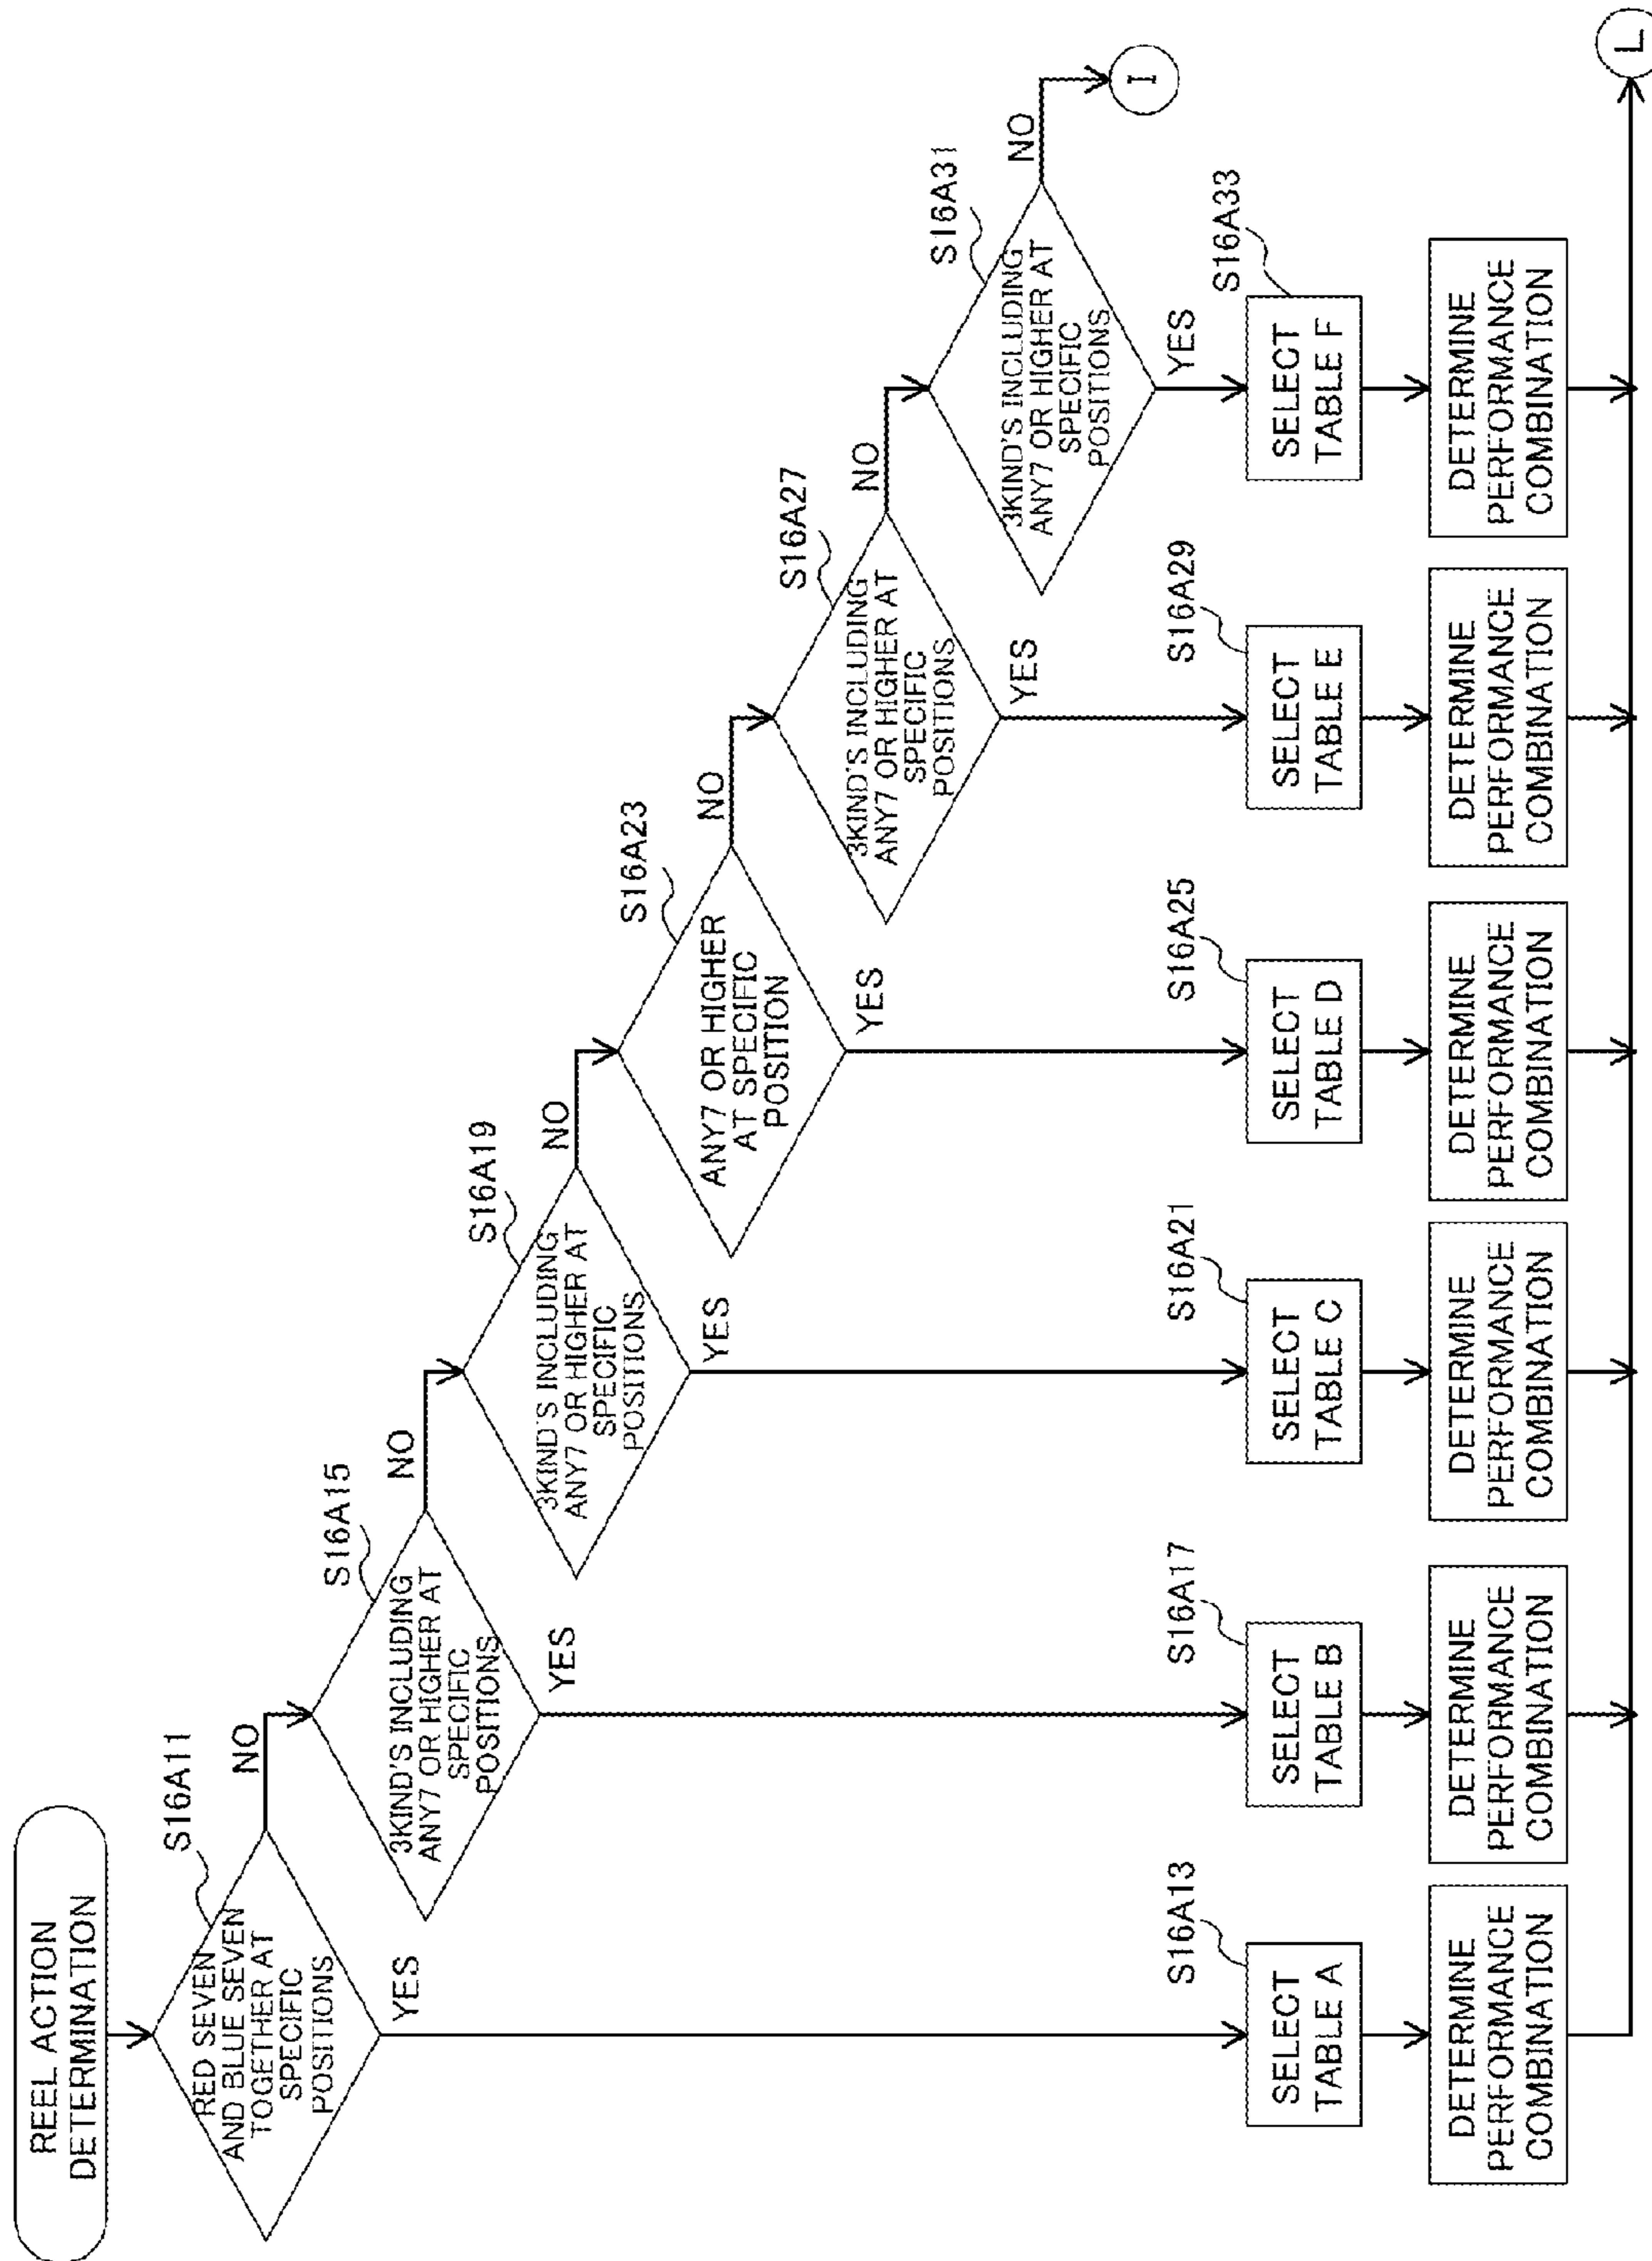 REEL ACTION
DETERMINATION
S16A11
RED SEVEN
AND BLUE SEVEN
TOGETHER AT
SPECIFIC
POSITIONS
NO
YES
S16A13
SELECT
TABLE A
DETERMINE
PERFORMANCE
COMBINATION
S16A15
3KIND'S INCLUDING
ANY7 OR HIGHER AT
SPECIFIC
POSITIONS
NO
YES
S16A17
SELECT
TABLE B
DETERMINE
PERFORMANCE
COMBINATION
S16A19
3KIND'S INCLUDING
ANY7 OR HIGHER AT
SPECIFIC
POSITIONS
NO
YES
S16A21
SELECT
TABLE C
DETERMINE
PERFORMANCE
COMBINATION
S16A23
ANY7 OR HIGHER
AT SPECIFIC
POSITION
NO
YES
S16A25
SELECT
TABLE D
DETERMINE
PERFORMANCE
COMBINATION
S16A27
3KIND'S INCLUDING
ANY7 OR HIGHER AT
SPECIFIC
POSITIONS
NO
YES
S16A29
SELECT
TABLE E
DETERMINE
PERFORMANCE
COMBINATION
S16A31
3KIND'S INCLUDING
ANY7 OR HIGHER AT
SPECIFIC
POSITIONS
NO
YES
S16A33
SELECT
TABLE F
DETERMINE
PERFORMANCE
COMBINATION
I
L